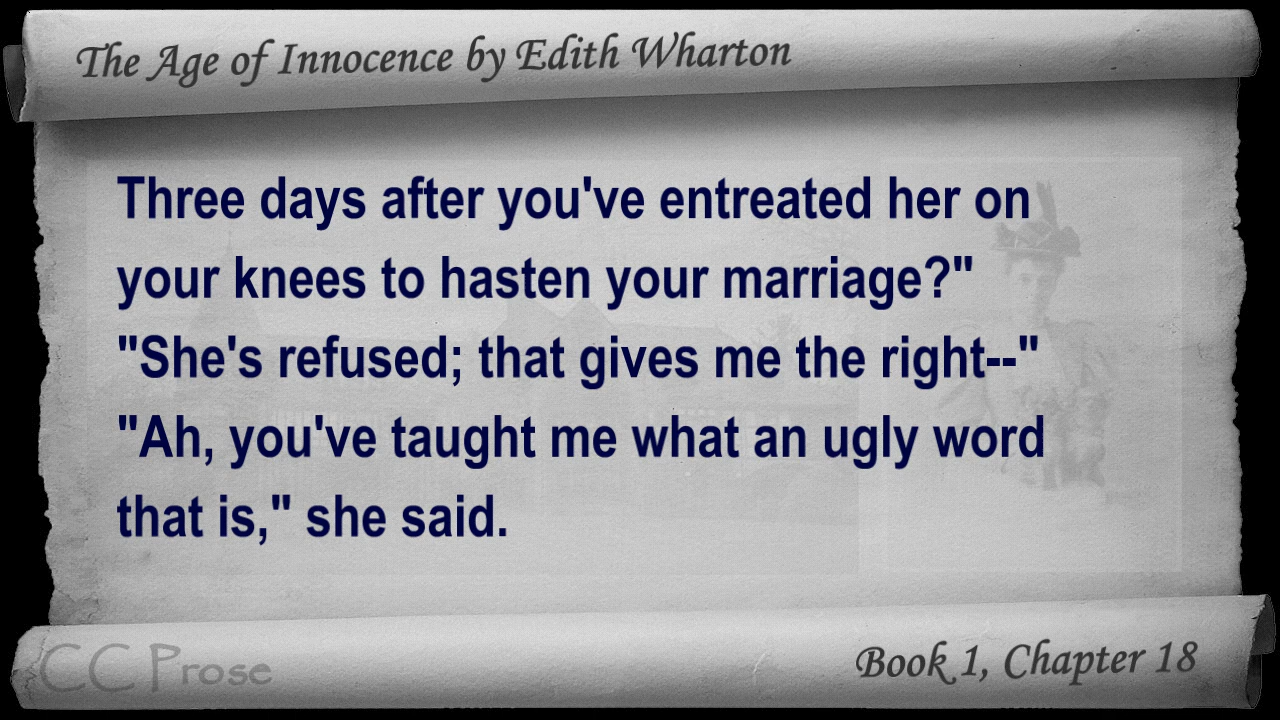 The Age of Innocence by Edith Wharton
Three days after you've entreated her on
your knees to hasten your marriage?"
"She's refused; that gives me the right--"
"Ah, you've taught me what an ugly word
that is," she said.
CC Prose
Book 1, Chapter 18